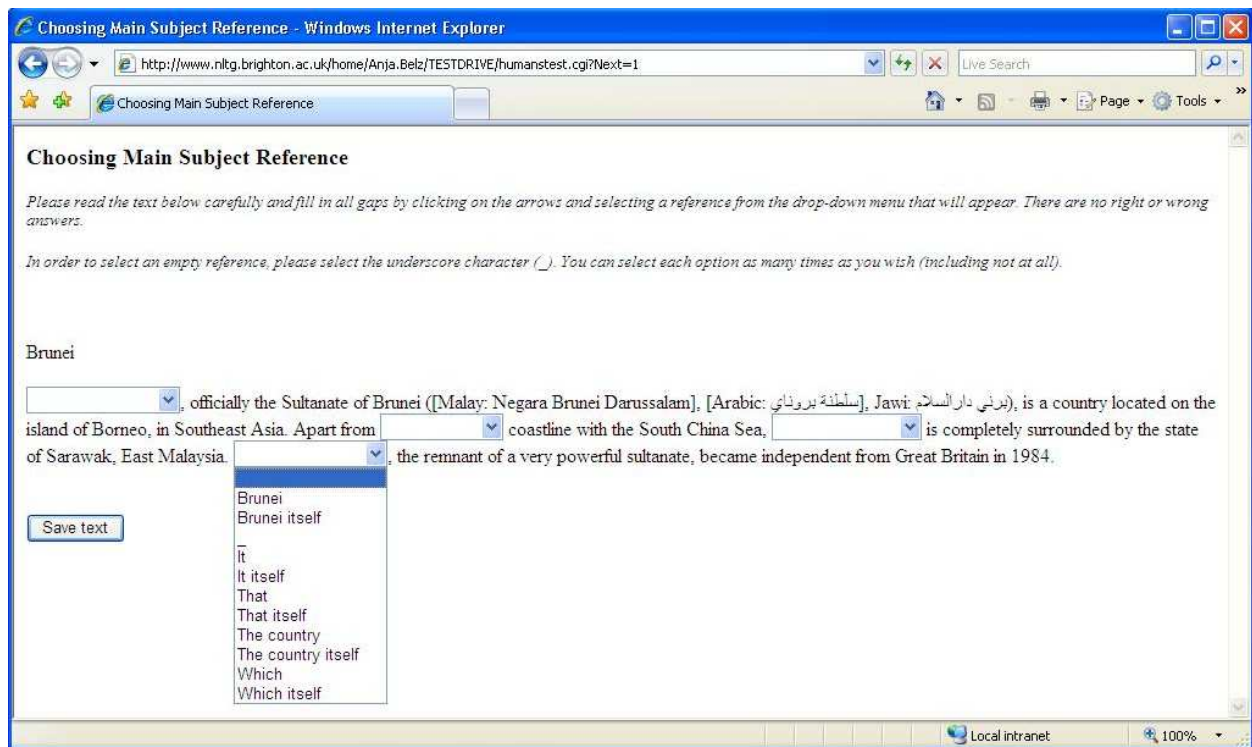 Choosing Main Subject Reference - Windows Internet Explorer
http://www.nltg.brighton.ac.uk/home/Anja.Belz/TESTDRIVE/humanstest.cgi?Next=1
Live Search
Choosing Main Subject Reference
Page
Tools
»
Choosing Main Subject Reference
Please read the text below carefully and fill in all gaps by clicking on the arrows and selecting a reference from the drop-down menu that will appear. There are no right or wrong
answers.
In order to select an empty reference, please select the underscore character (_). You can select each option as many times as you wish (including not at all).
Brunei
, officially the Sultanate of Brunei ([Malay: Negara Brunei Darussalam], [Arabic: سلطنة بروناي], Jawi: برني دارالسلام), is a country located on the
island of Borneo, in Southeast Asia. Apart from coastline with the South China Sea, is completely surrounded by the state
of Sarawak, East Malaysia. , the remnant of a very powerful sultanate, became independent from Great Britain in 1984.
Brunei
Brunei itself
_
It
It itself
That
That itself
The country
The country itself
Which
Which itself
Save text
Local intranet
100%